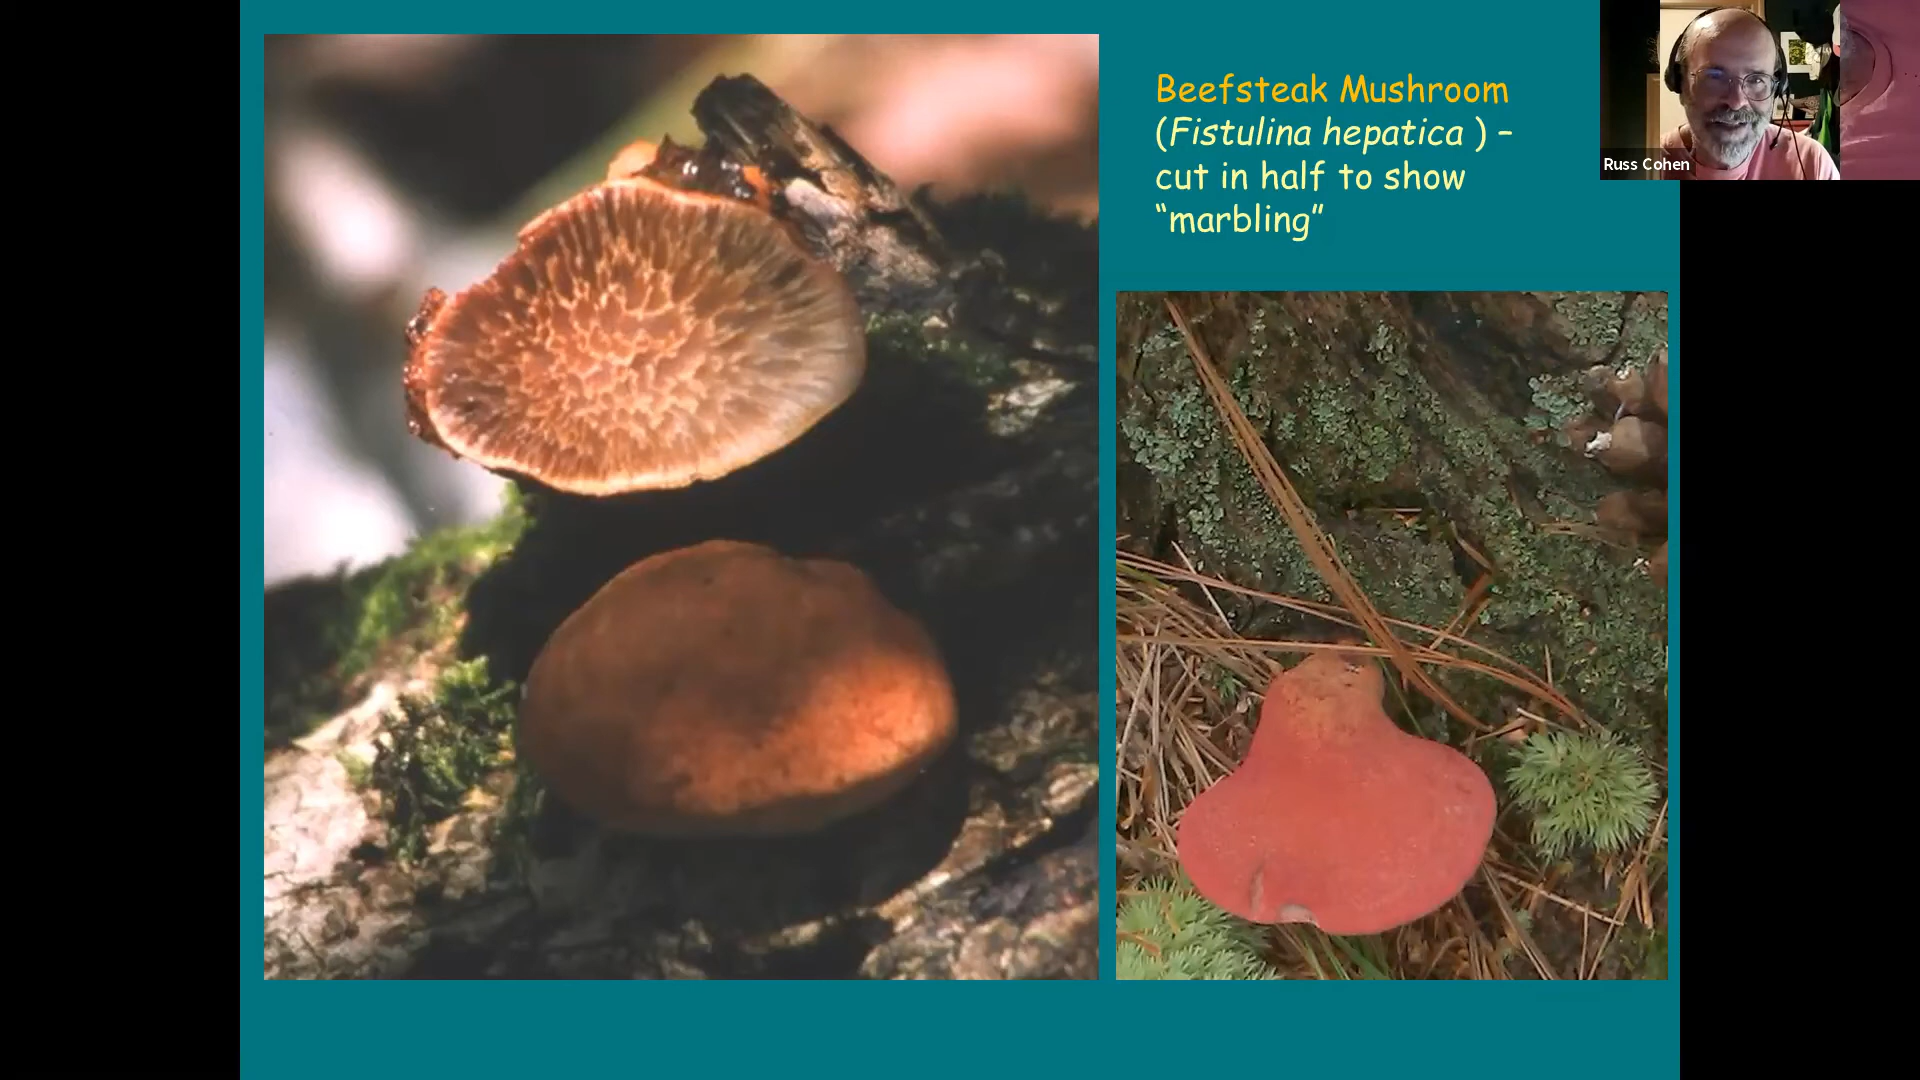 Beefsteak Mushroom
(Fistulina hepatica ) –
cut in half to show
“marbling”
Russ Cohen